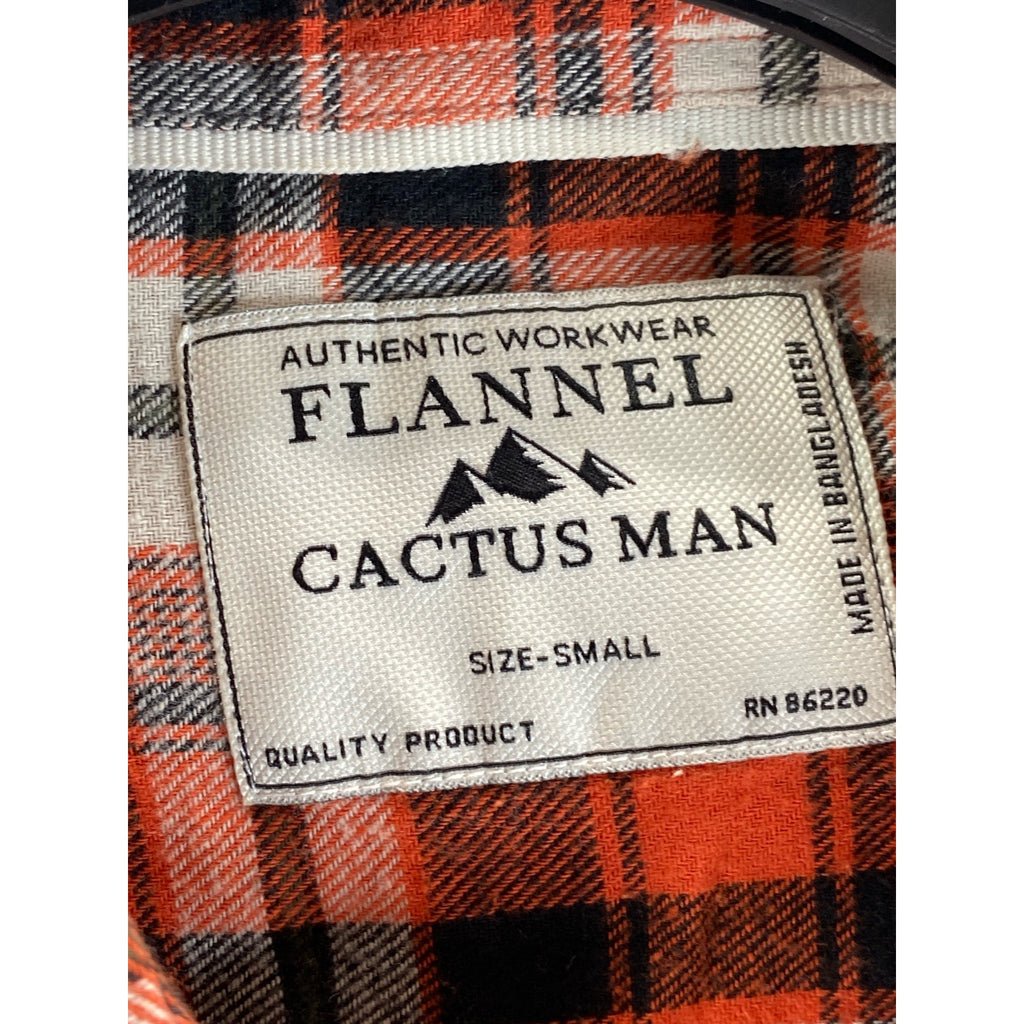 AUTHENTIC WORKWEAR
FLANNEL
CACTUS MAN
SIZE-SMALL
QUALITY PRODUCT
RN 86220
MADE IN BANGLADESH